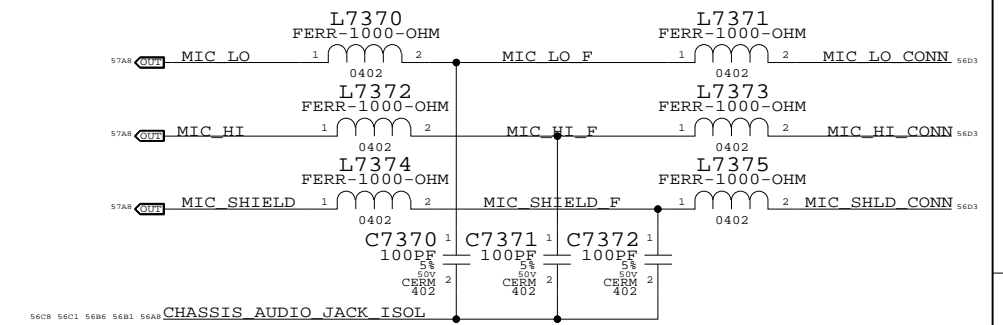 L7370 L7371
FERR-1000-OHM FERR-1000-OHM
57A8 OUT MIC_LO 1 2 MIC_LO_F 1 2 MIC_LO_CONN 56D3
0402 0402
L7372 L7373
FERR-1000-OHM FERR-1000-OHM
57A8 OUT MIC_HI 1 2 MIC_HI_F 1 2 MIC_HI_CONN 56D3
0402 0402
L7374 L7375
FERR-1000-OHM FERR-1000-OHM
57A8 OUT MIC_SHIELD 1 2 MIC_SHIELD_F 1 2 MIC_SHLD_CONN 56D3
0402 0402
C7370 1 C7371 1 C7372 1
100PF 100PF 100PF
5% 5% 5%
50V 50V 50V
CERM 2 CERM 2 CERM 2
402 402 402
56C8 56C1 56B6 56B1 56A8 CHASSIS_AUDIO_JACK_ISOL